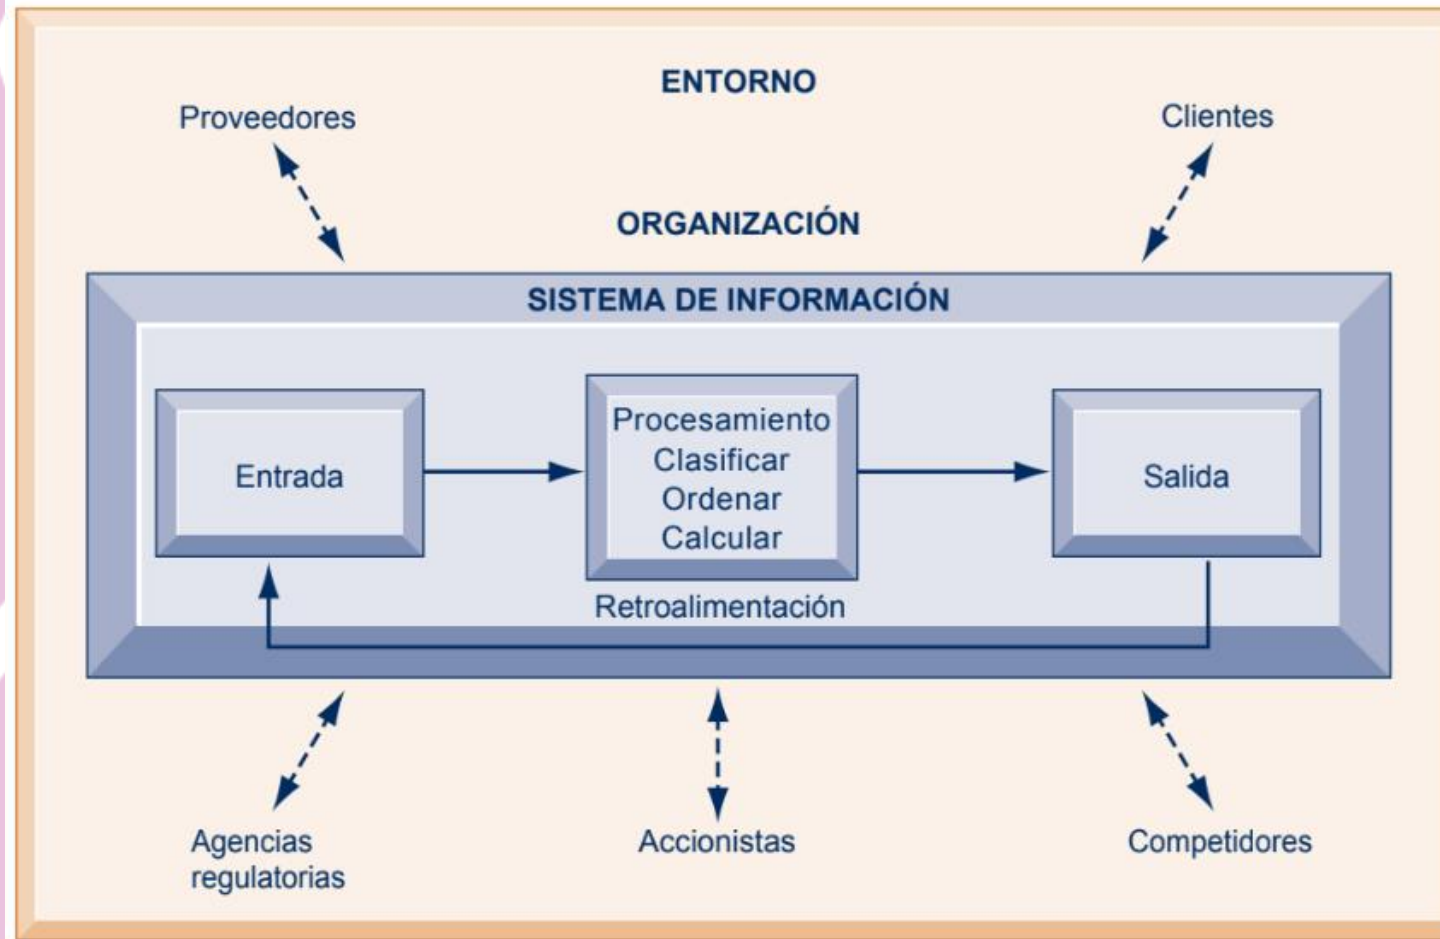 ENTORNO
Proveedores
Clientes
ORGANIZACIÓN
SISTEMA DE INFORMACIÓN
Entrada
Procesamiento
Clasificar
Ordenar
Calcular
Salida
Retroalimentación
Agencias
regulatorias
Accionistas
Competidores